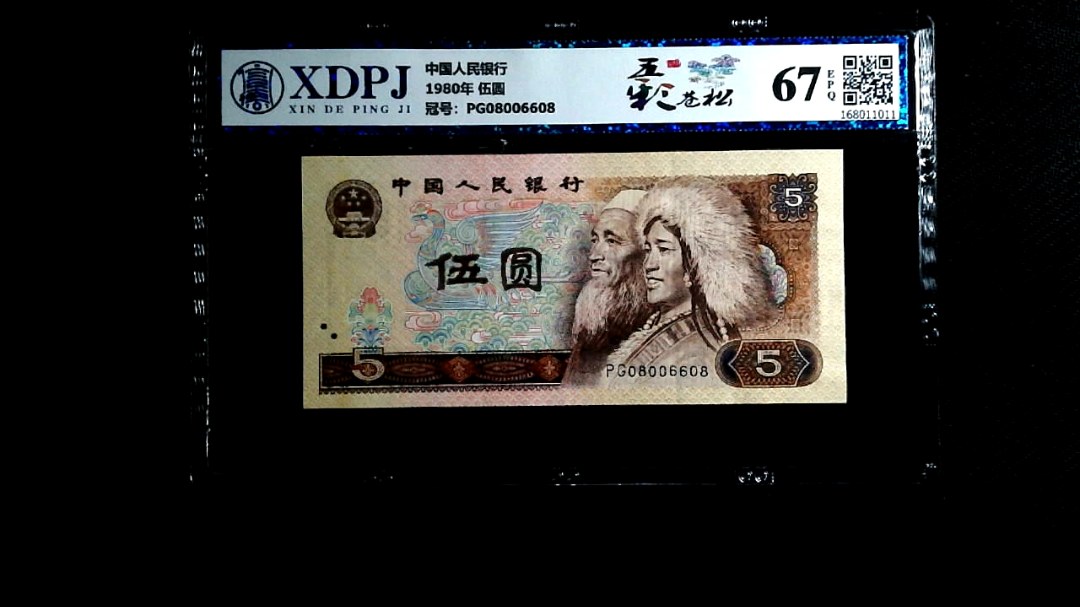 XDPJ
XIN DE PING JI
中国人民银行
1980年 伍圆
冠号：PG08006608
五彩苍松
67
EPQ
168011011
中国人民银行
5
伍圆
5
PG08006608
5